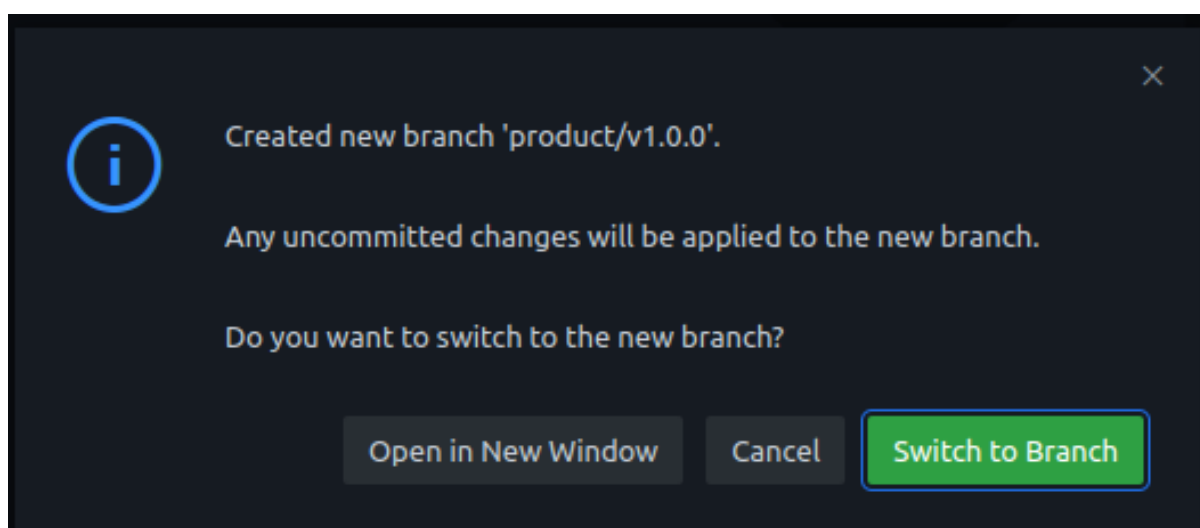 Created new branch 'product/v1.0.0'.
Any uncommitted changes will be applied to the new branch.
Do you want to switch to the new branch?
Open in New Window
Cancel
Switch to Branch